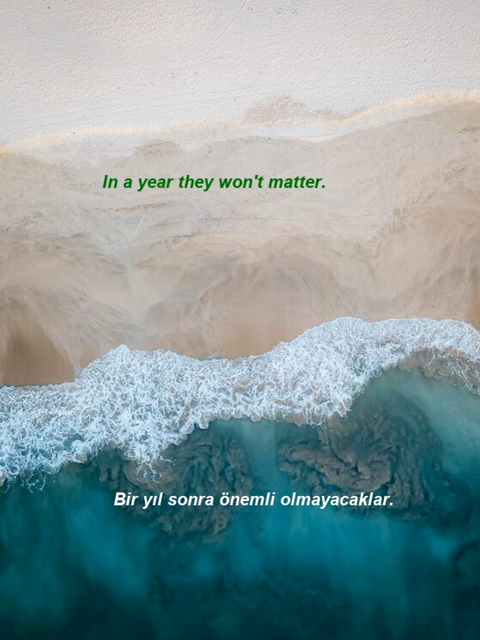 In a year they won't matter.
Bir yıl sonra önemli olmayacaklar.